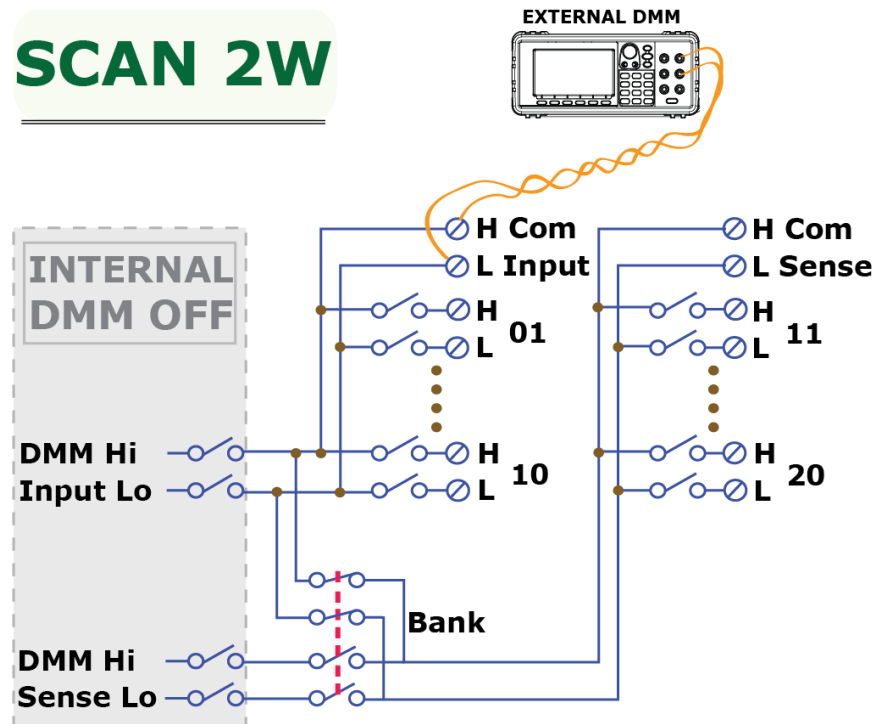 SCAN 2W
EXTERNAL DMM
INTERNAL
DMM OFF
H Com
L Input
H
01
L
H
10
L
H Com
L Sense
H
11
L
H
20
L
DMM Hi
Input Lo
Bank
DMM Hi
Sense Lo